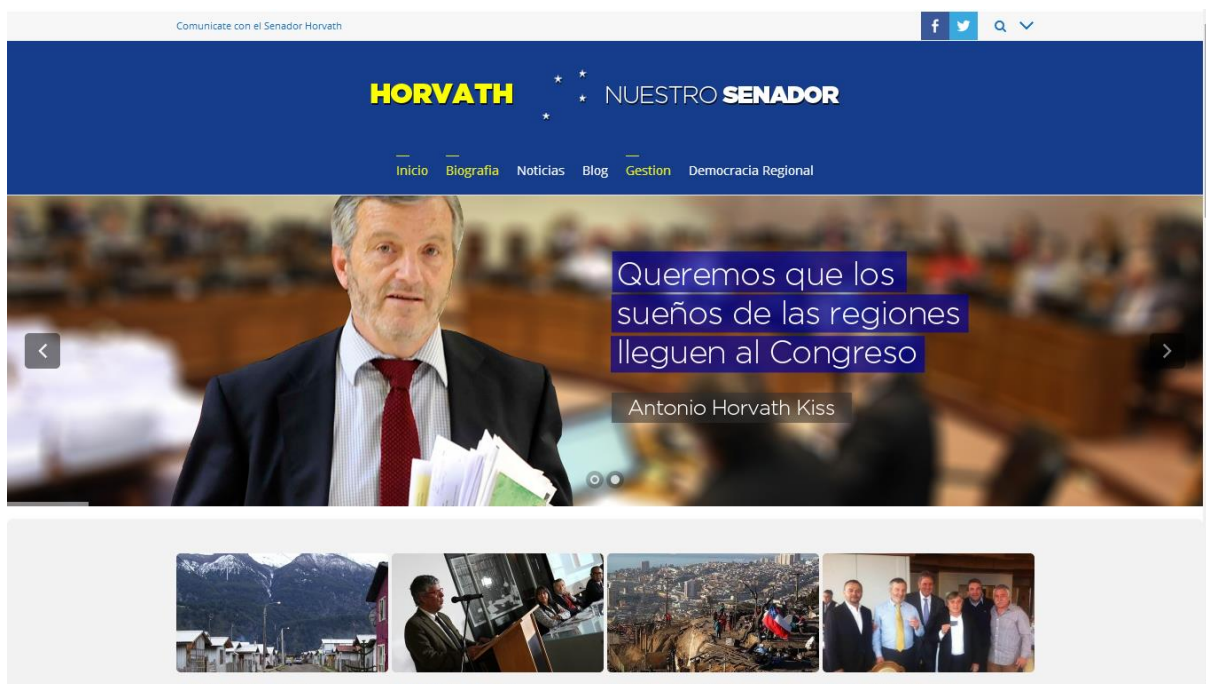 Comunicate con el Senador Horvath
HORVATH NUESTRO SENADOR
Inicio Biografia Noticias Blog Gestion Democracia Regional
Queremos que los
sueños de las regiones
lleguen al Congreso
Antonio Horvath Kiss